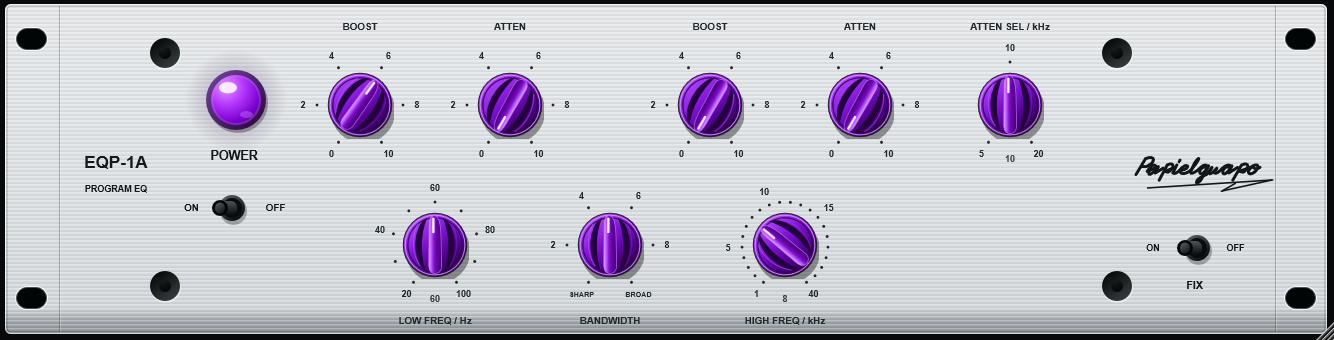 BOOST ATTEN BOOST ATTEN ATTEN SEL / kHz
10
4 6 4 6 4 6 4 6
2 8 2 8 2 8 2 8
0 10 0 10 0 10 0 10 5 10 20
POWER
EQP-1A
PROGRAM EQ
ON OFF
60
40 80
20 60 100
LOW FREQ / Hz
4 6
2 8
SHARP BROAD
BANDWIDTH
10
15
5
1 8 40
HIGH FREQ / kHz
Papielguapo
ON OFF
FIX